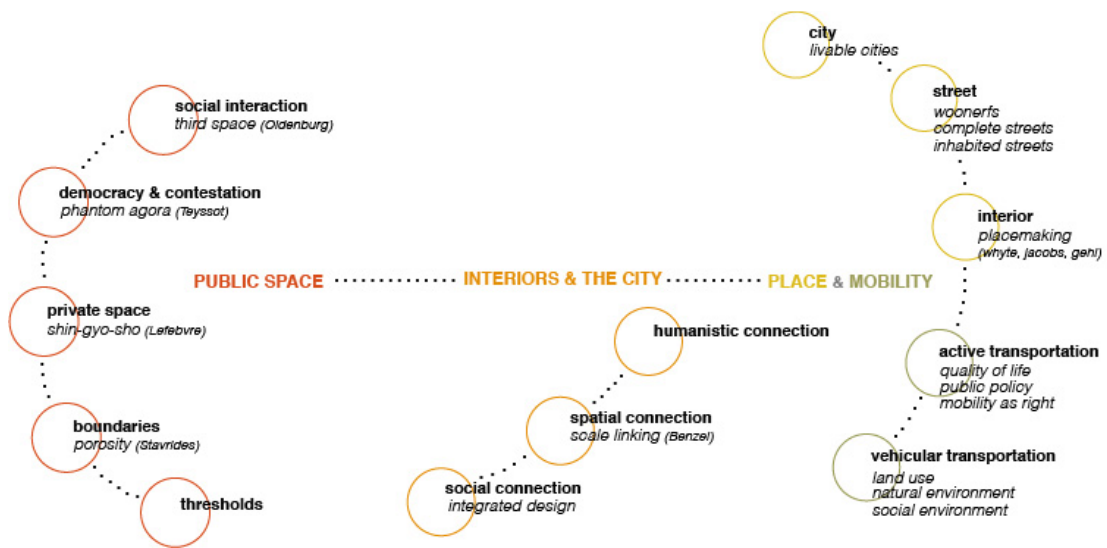 city
livable cities
street
woonerfs
complete streets
inhabited streets
social interaction
third space (Oldenburg)
democracy & contestation
phantom agora (Teyssot)
interior
placemaking
(whyte, jacobs, gehl)
PUBLIC SPACE
INTERIORS & THE CITY
PLACE & MOBILITY
private space
shin-gyo-sho (Lefebvre)
humanistic connection
active transportation
quality of life
public policy
mobility as right
boundaries
porosity (Stavrides)
spatial connection
scale linking (Benzel)
vehicular transportation
land use
natural environment
social environment
social connection
integrated design
thresholds